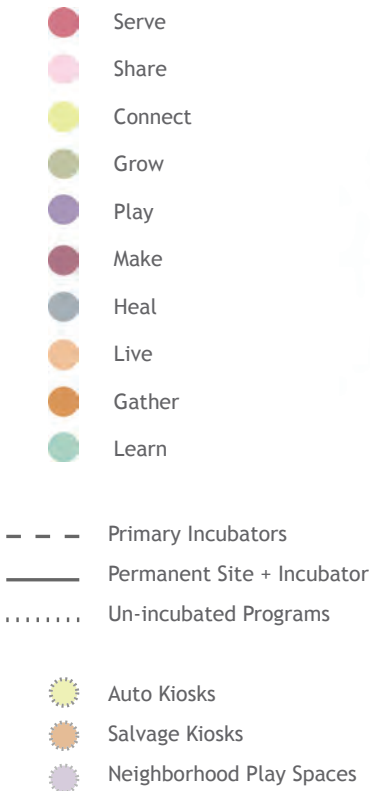 Serve
Share
Connect
Grow
Play
Make
Heal
Live
Gather
Learn
Primary Incubators
Permanent Site + Incubator
Un-incubated Programs
Auto Kiosks
Salvage Kiosks
Neighborhood Play Spaces